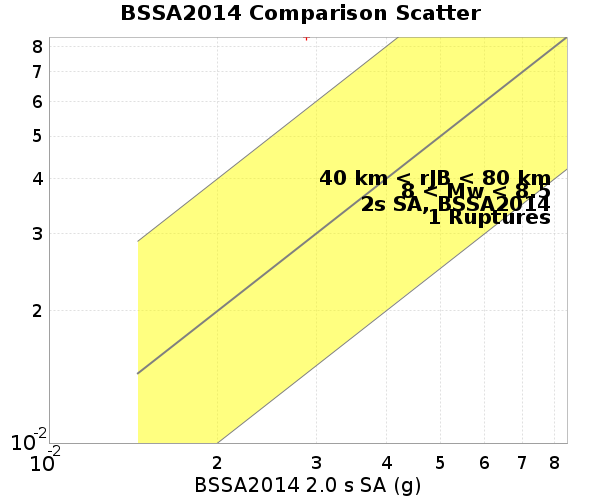 BSSA2014 Comparison Scatter
8
7
6
5
4
3
2
10-2
40 km < rJB < 80 km
8 < Mw < 8.5
2s SA, BSSA2014
1 Ruptures
10-2 2 3 4 5 6 7 8
BSSA2014 2.0 s SA (g)